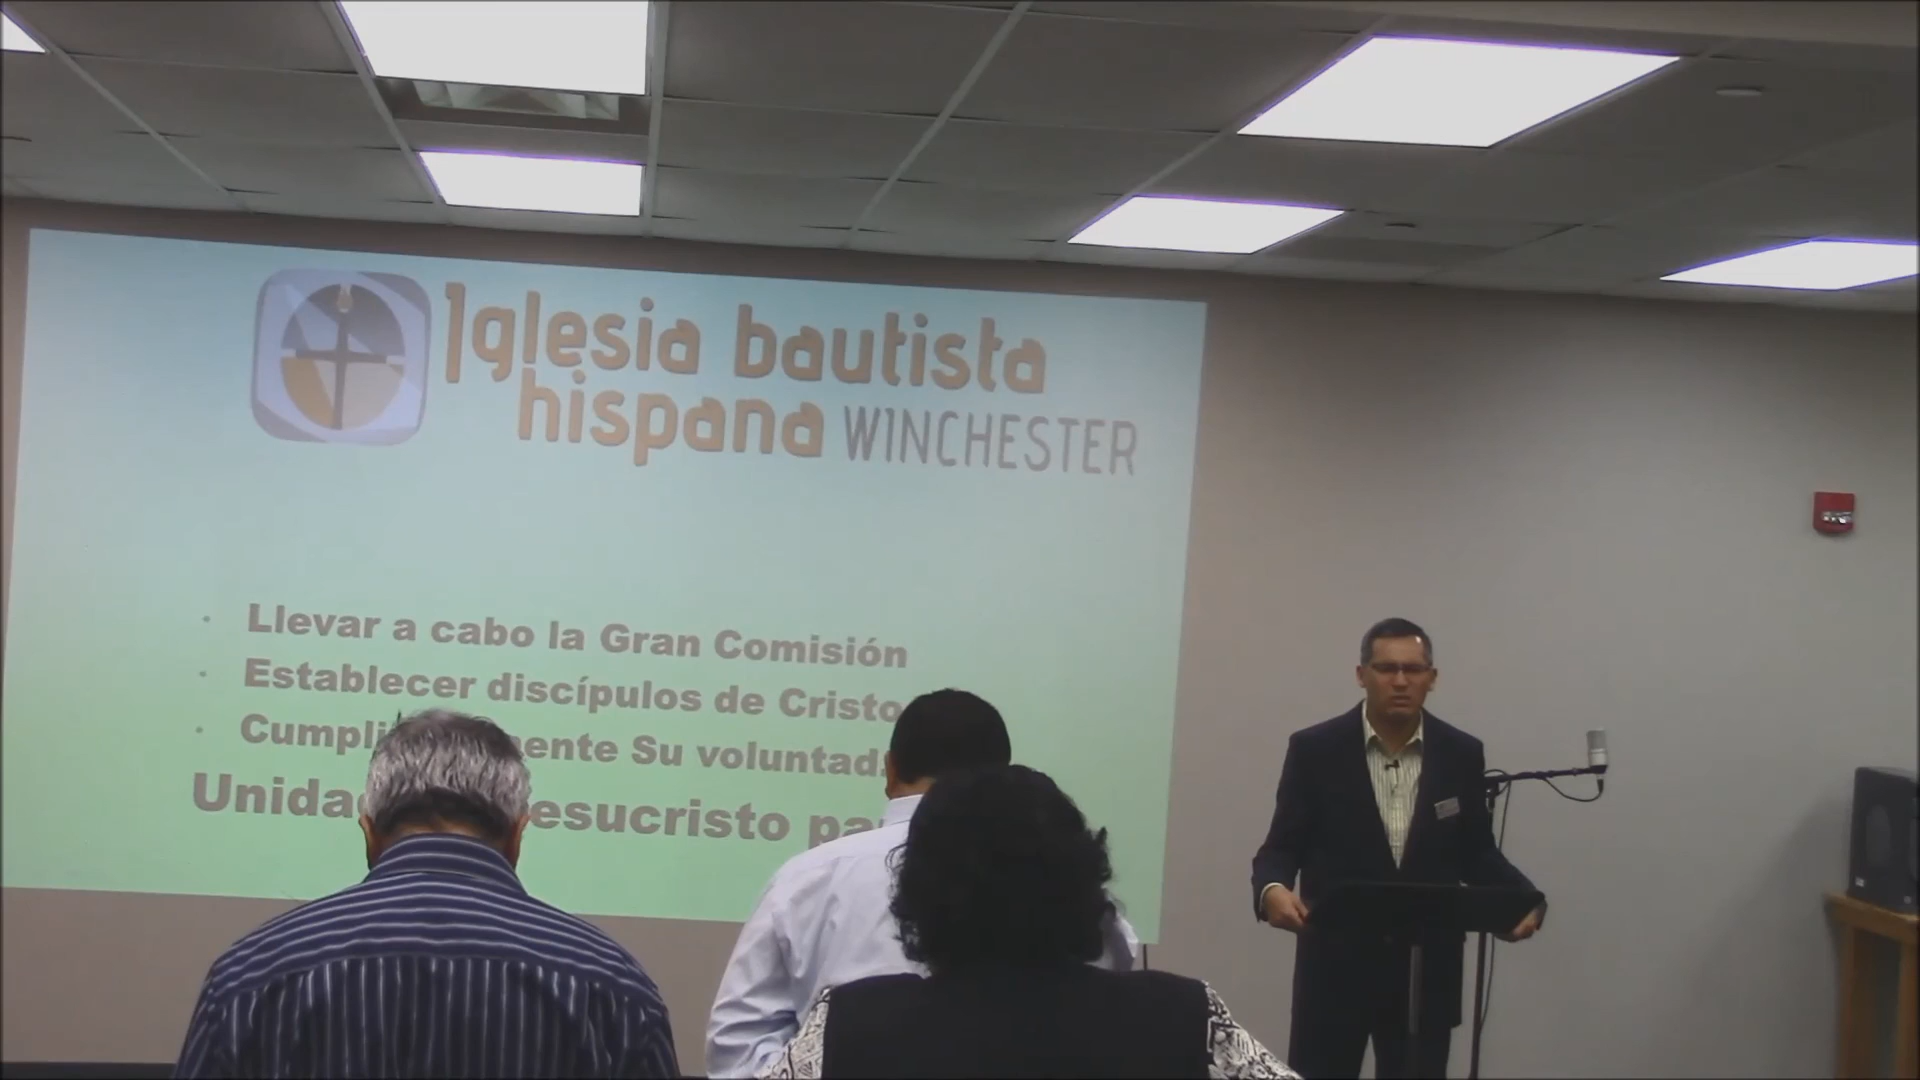 Iglesia bautista
hispana WINCHESTER
· Llevar a cabo la Gran Comisión
· Establecer discípulos de Cristo
· Su voluntad